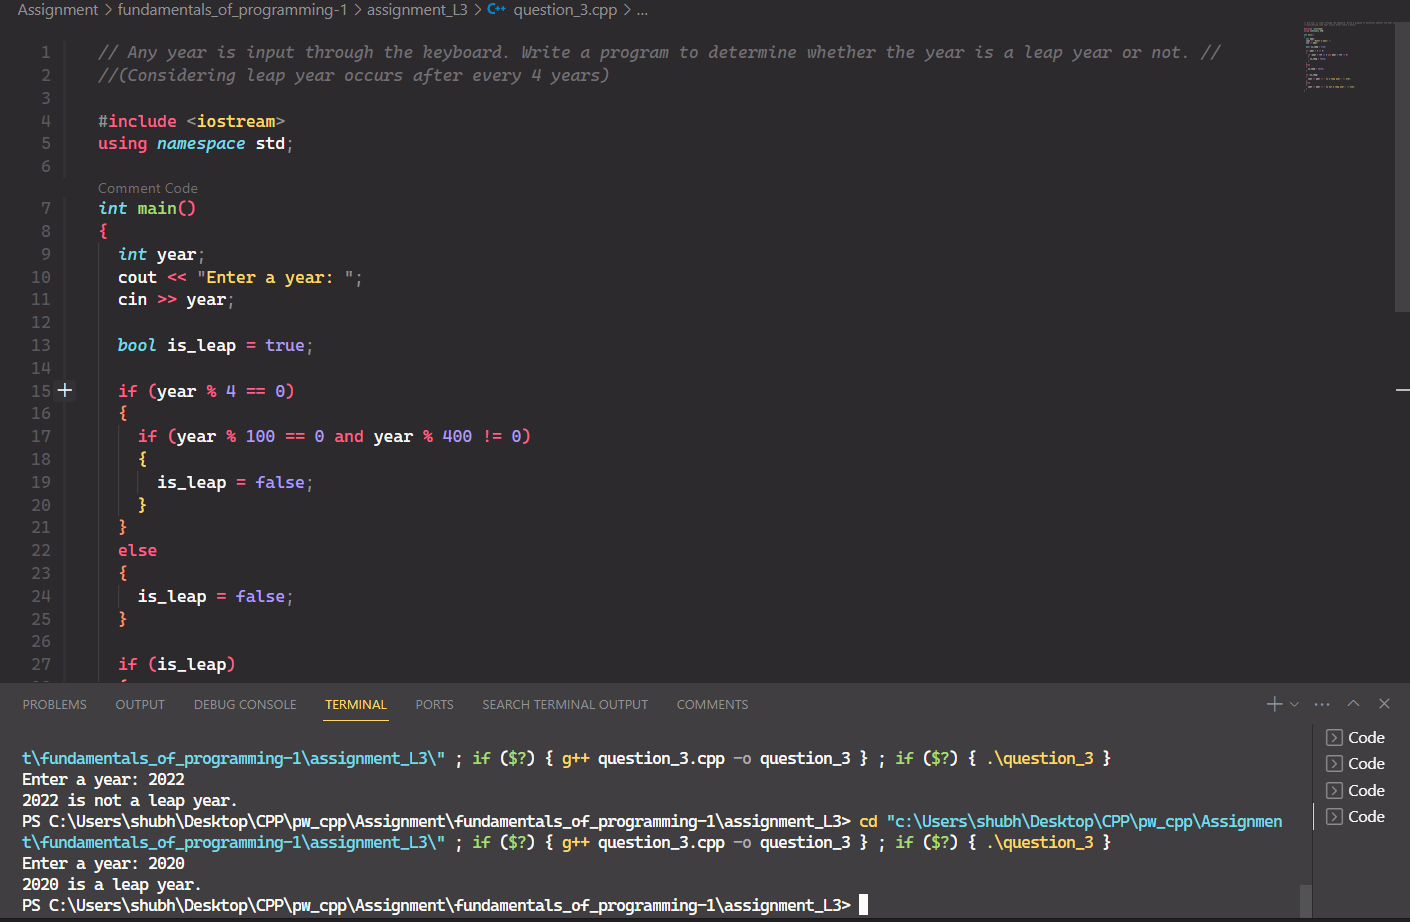 Assignment > fundamentals_of_programming-1 > assignment_L3 > C++ question_3.cpp > ...
1 // Any year is input through the keyboard. Write a program to determine whether the year is a leap year or not. //
2 //(Considering leap year occurs after every 4 years)
3
4 #include <iostream>
5 using namespace std;
6
Comment Code
7 int main()
8 {
9 int year;
10 cout << "Enter a year: ";
11 cin >> year;
12
13 bool is_leap = true;
14
15 if (year % 4 == 0)
16 {
17 if (year % 100 == 0 and year % 400 != 0)
18 {
19 is_leap = false;
20 }
21 }
22 else
23 {
24 is_leap = false;
25 }
26
27 if (is_leap)
PROBLEMS OUTPUT DEBUG CONSOLE TERMINAL PORTS SEARCH TERMINAL OUTPUT COMMENTS
t\fundamentals_of_programming-1\assignment_L3\" ; if ($?) { g++ question_3.cpp -o question_3 } ; if ($?) { .\question_3 }
Enter a year: 2022
2022 is not a leap year.
PS C:\Users\shubh\Desktop\CPP\pw_cpp\Assignment\fundamentals_of_programming-1\assignment_L3> cd "c:\Users\shubh\Desktop\CPP\pw_cpp\Assignmen
t\fundamentals_of_programming-1\assignment_L3\" ; if ($?) { g++ question_3.cpp -o question_3 } ; if ($?) { .\question_3 }
Enter a year: 2020
2020 is a leap year.
PS C:\Users\shubh\Desktop\CPP\pw_cpp\Assignment\fundamentals_of_programming-1\assignment_L3>
Code
Code
Code
Code